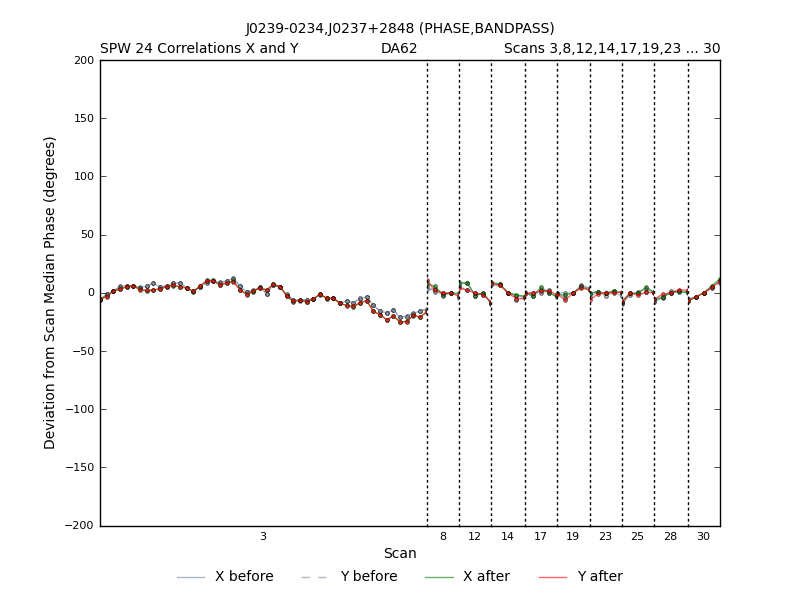 J0239-0234,J0237+2848 (PHASE,BANDPASS)
SPW 24 Correlations X and Y DA62 Scans 3,8,12,14,17,19,23 ... 30
200
150
100
50
0
−50
−100
−150
−200
Deviation from Scan Median Phase (degrees)
3 8 12 14 17 19 23 25 28 30
Scan
X before Y before X after Y after